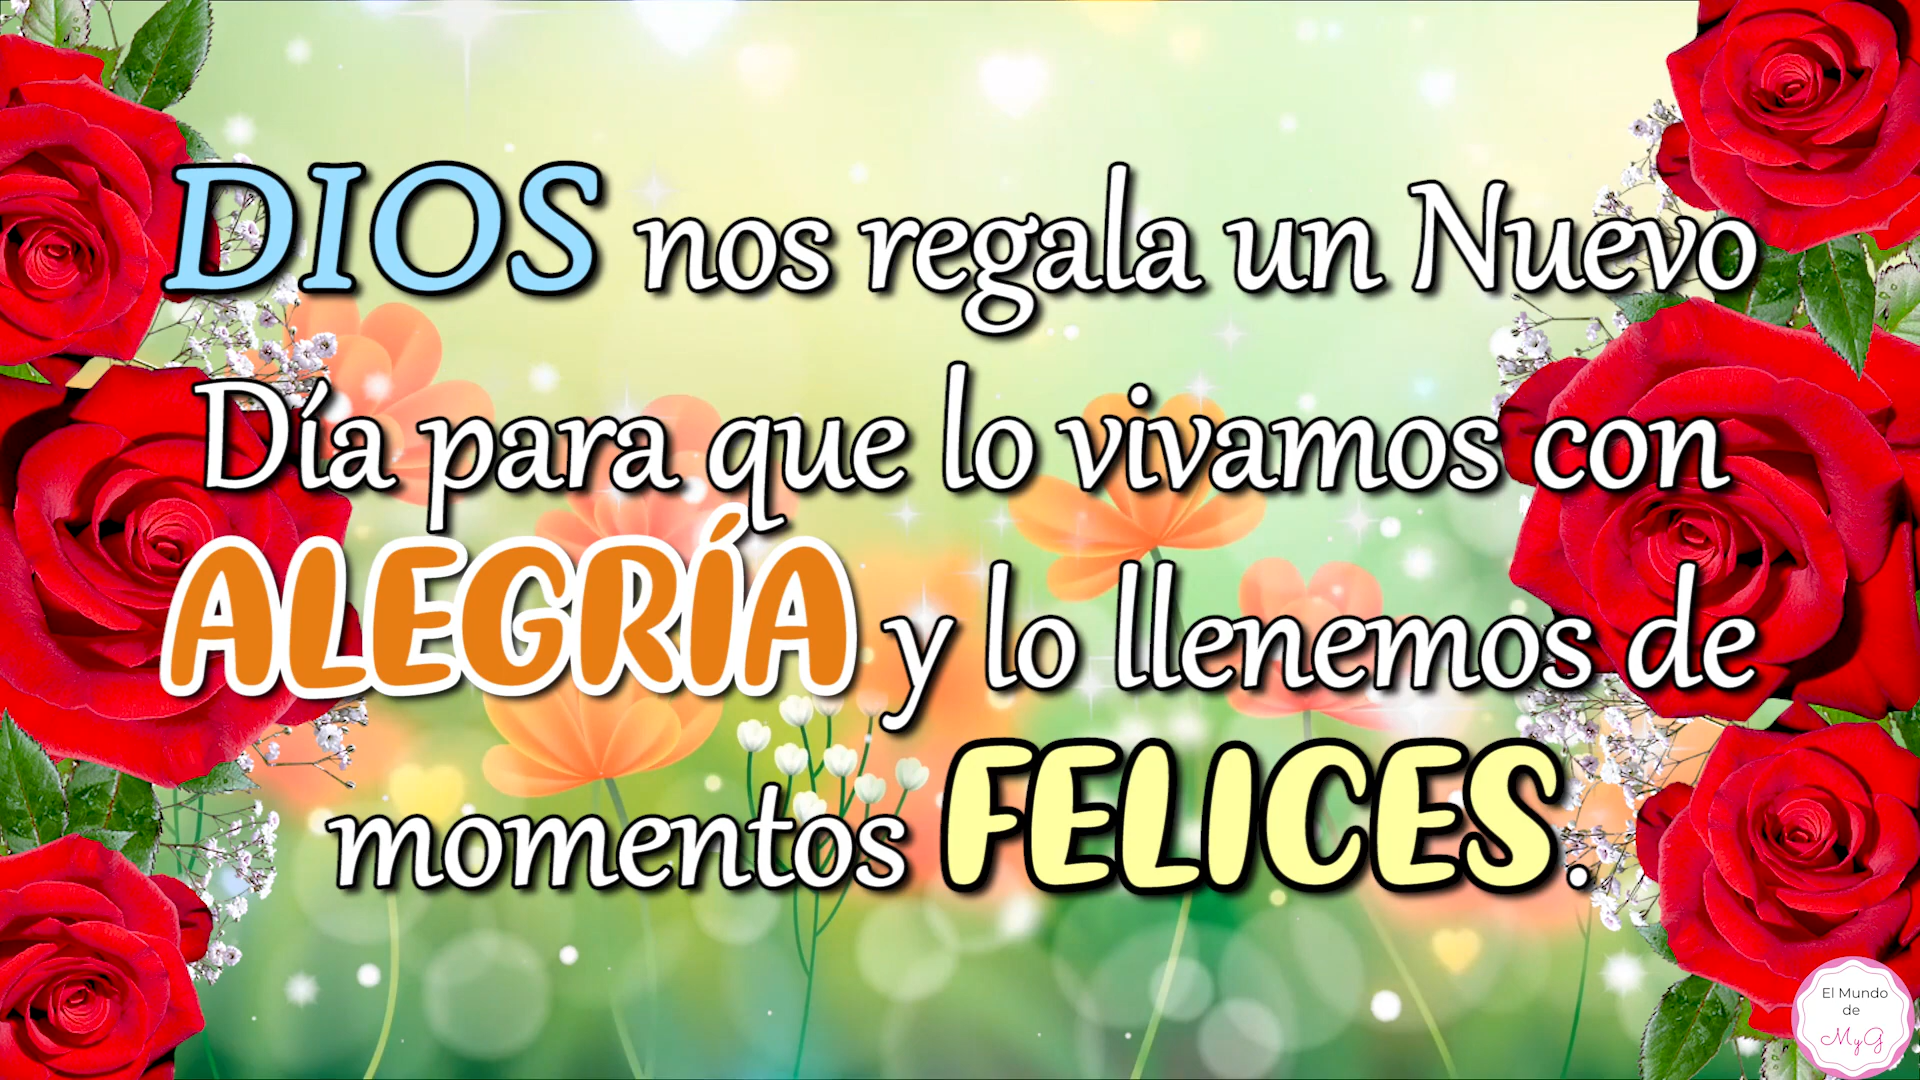 DIOS nos regala un Nuevo
Día para que lo vivamos con
ALEGRÍA y lo llenemos de
momentos FELICES.
El Mundo
de
MyG